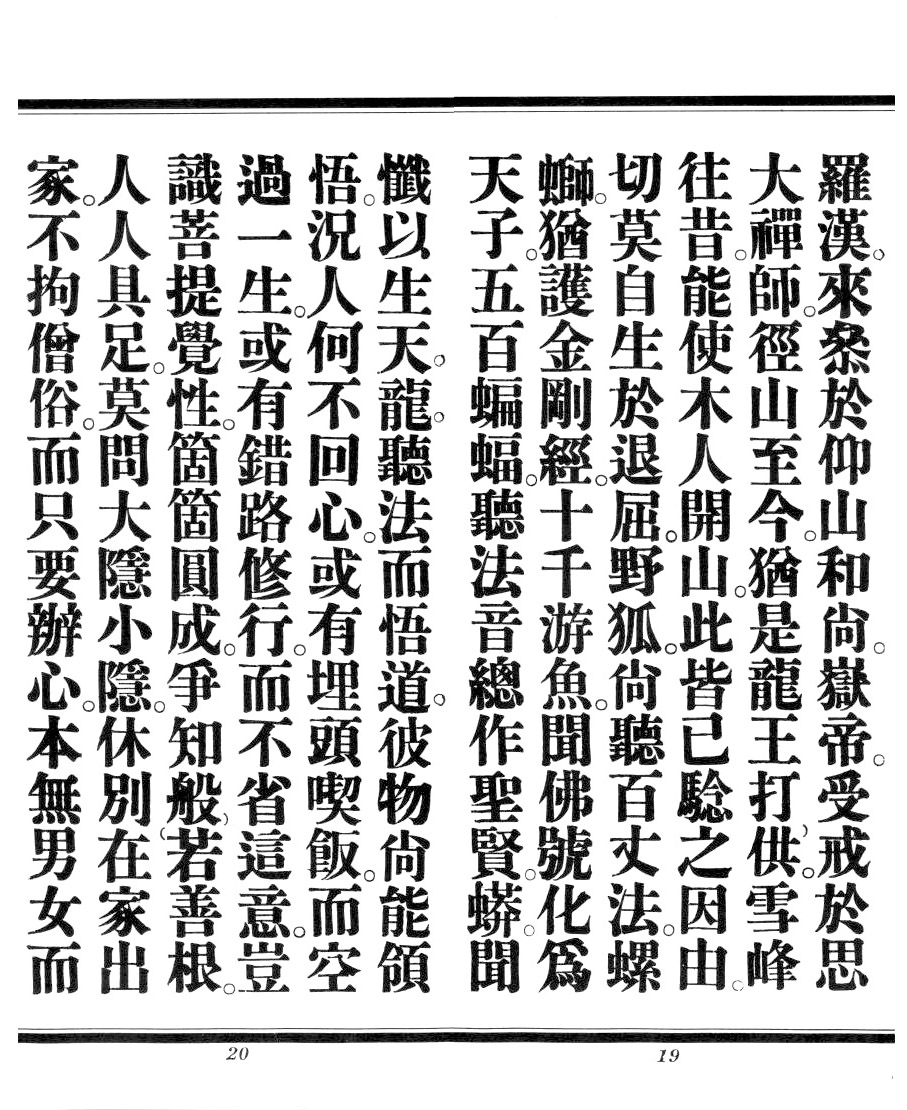 羅漢。來叅於仰山和尙。嶽帝。受戒於思
大禪師。徑山至今。猶是龍王打供。雪峰
往昔。能使木人開山。此皆已騐之因由。
切莫自生於退屈。野狐。尙聽百丈法。螺
螄。猶護金剛經。十千游魚。聞佛號化爲
天子。五百蝙蝠。聽法音總作聖賢。蟒。聞
懺以生天。龍。聽法而悟道。彼物尙能領
悟。況人何不回心。或有埋頭喫飯。而空
過一生。或有錯路修行。而不省這意。豈
識菩提覺性。箇箇圓成。爭知般若善根。
人人具足。莫問大隱小隱。休別在家出
家。不拘僧俗。而只要辦心。本無男女而
20
19